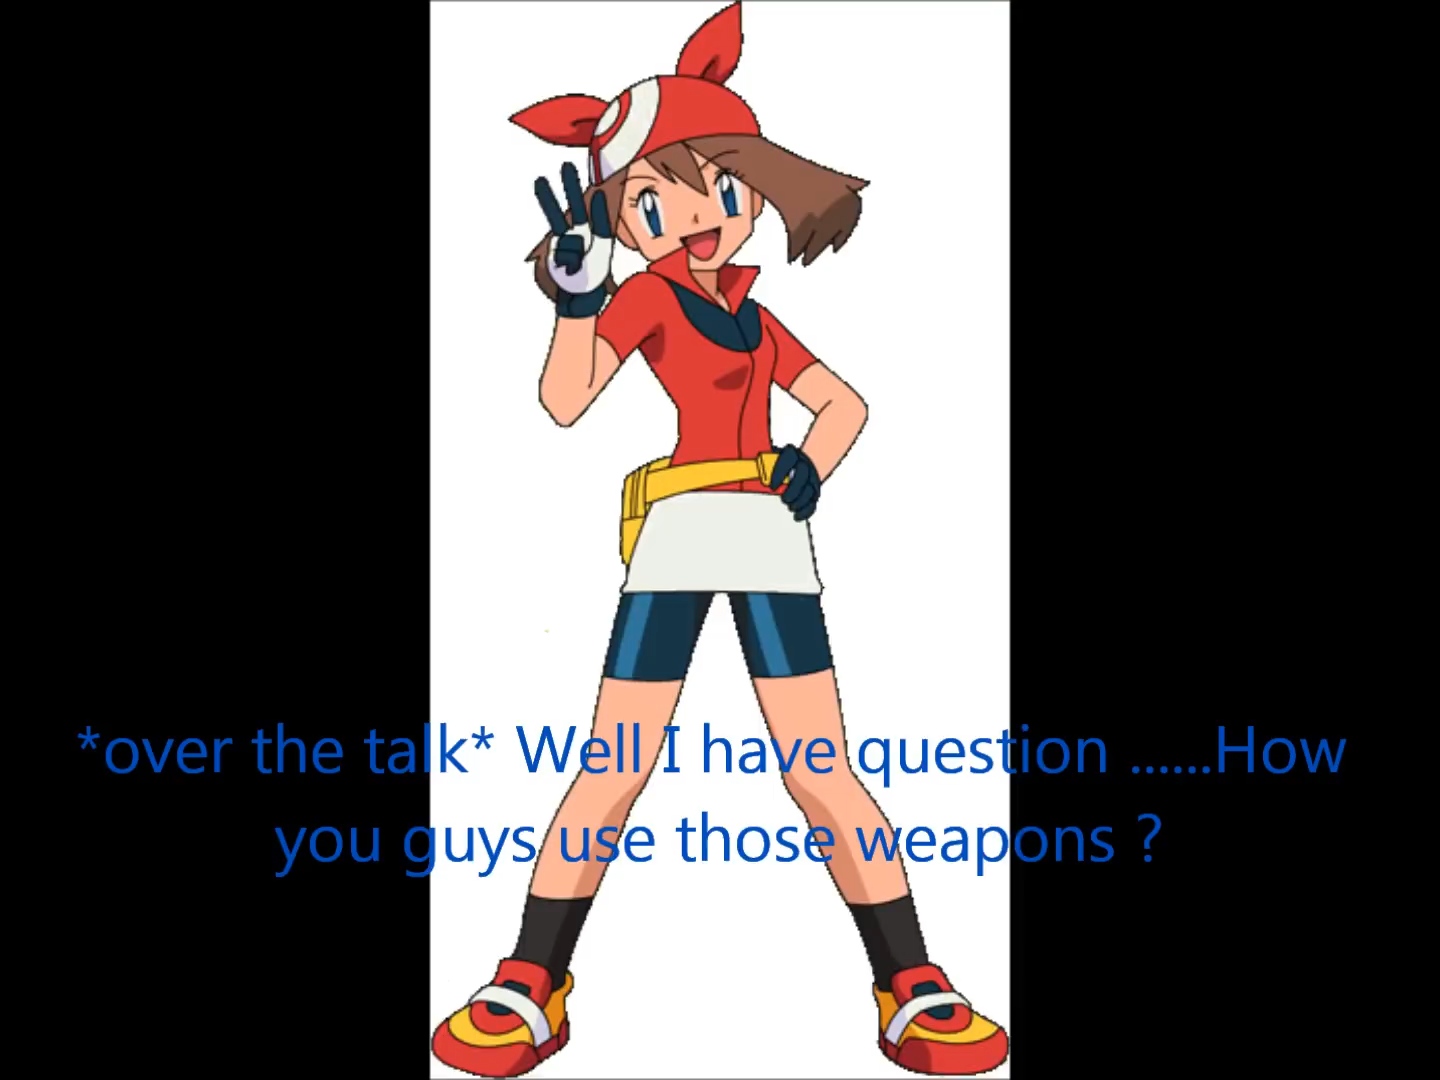 *over the talk* Well I have question ......How
you guys use those weapons ?